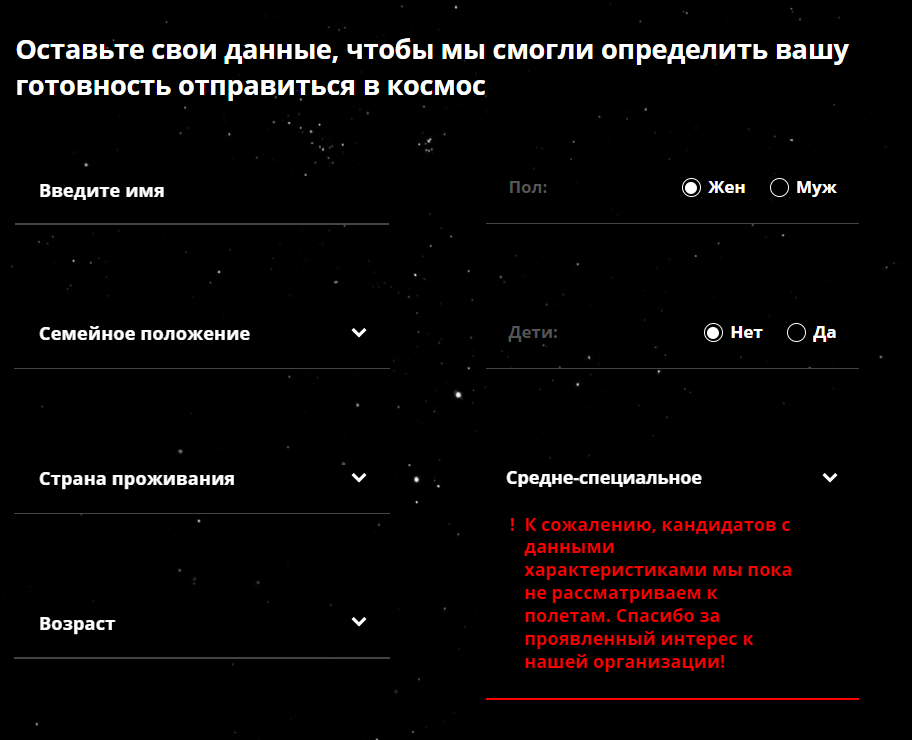 Оставьте свои данные, чтобы мы смогли определить вашу
готовность отправиться в космос
Введите имя
Пол: Жен Муж
Семейное положение
Дети: Нет Да
Страна проживания
Средне-специальное
! К сожалению, кандидатов с
данными
характеристиками мы пока
не рассматриваем к
полетам. Спасибо за
проявленный интерес к
нашей организации!
Возраст